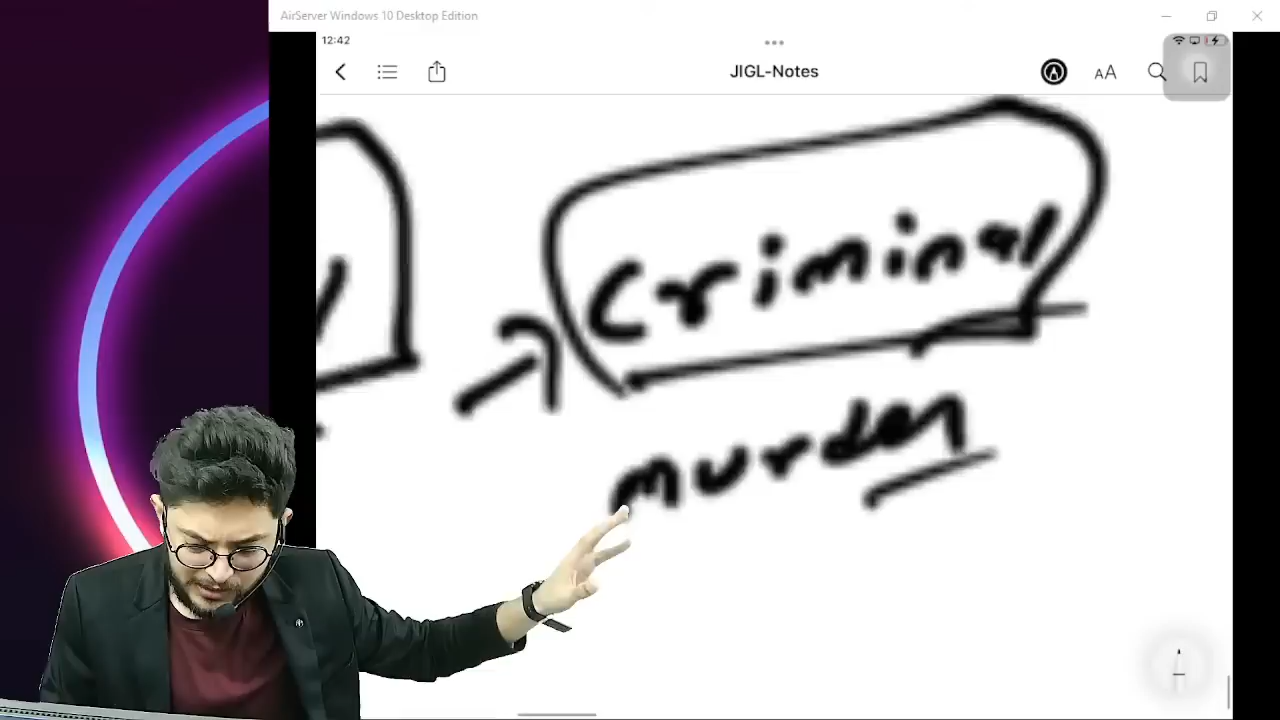 AirServer Windows 10 Desktop Edition
12:42
JIGL-Notes
AA
Criminal
murder